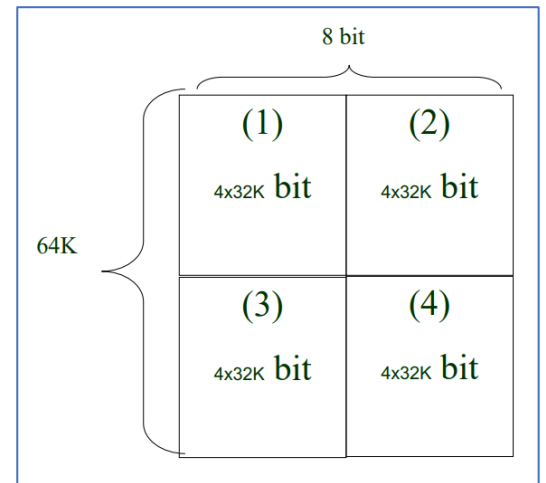 8 bit
(1)
(2)
4x32K bit
4x32K bit
64K
(3)
(4)
4x32K bit
4x32K bit